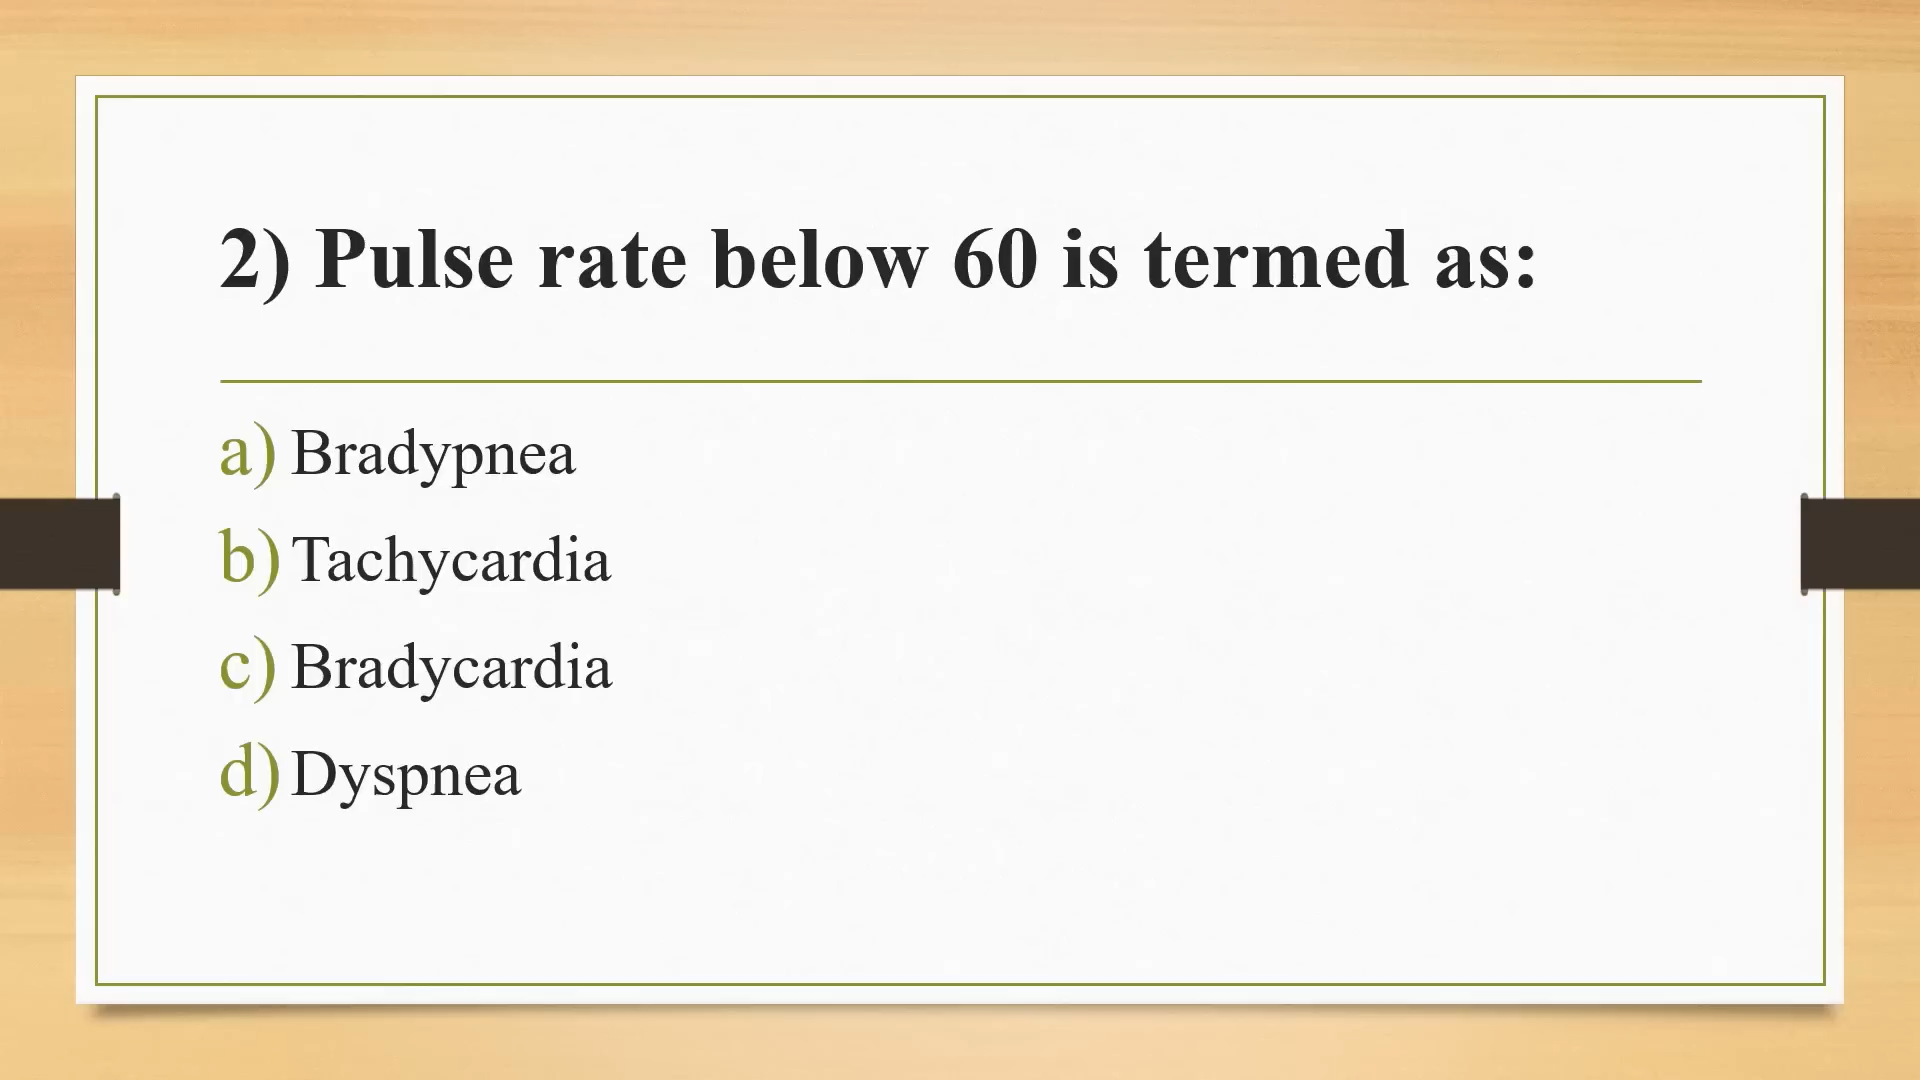 2) Pulse rate below 60 is termed as:
a) Bradypnea
b) Tachycardia
c) Bradycardia
d) Dyspnea